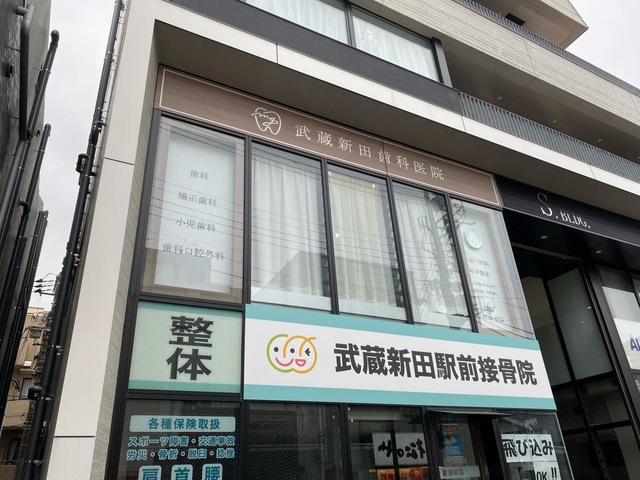 武蔵新田歯科医院
歯科
矯正歯科
小児歯科
歯科口腔外科
S. BLDG.
整体
武蔵新田駅前接骨院
各種保険取扱
スポーツ障害・交通事故
労災・骨折・脱臼・捻挫
肩首腰
飛び込み
OK!!